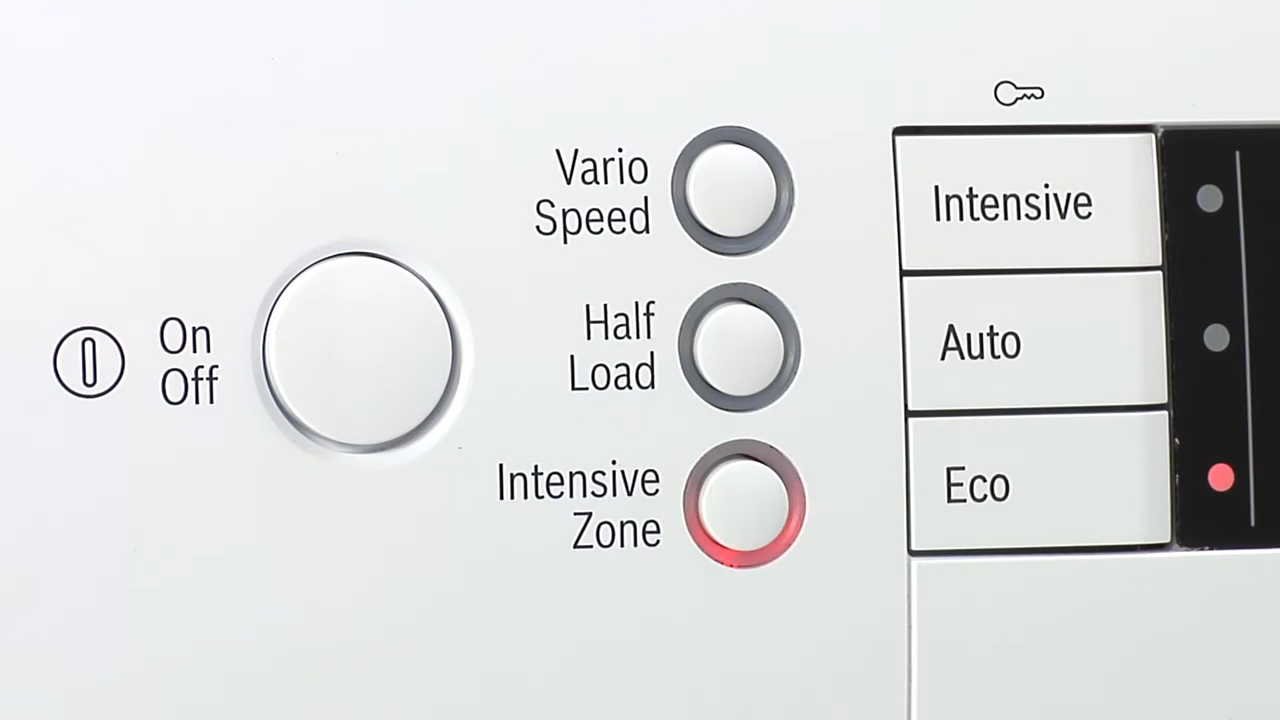 On
Off
Vario
Speed
Half
Load
Intensive
Zone
Intensive
Auto
Eco